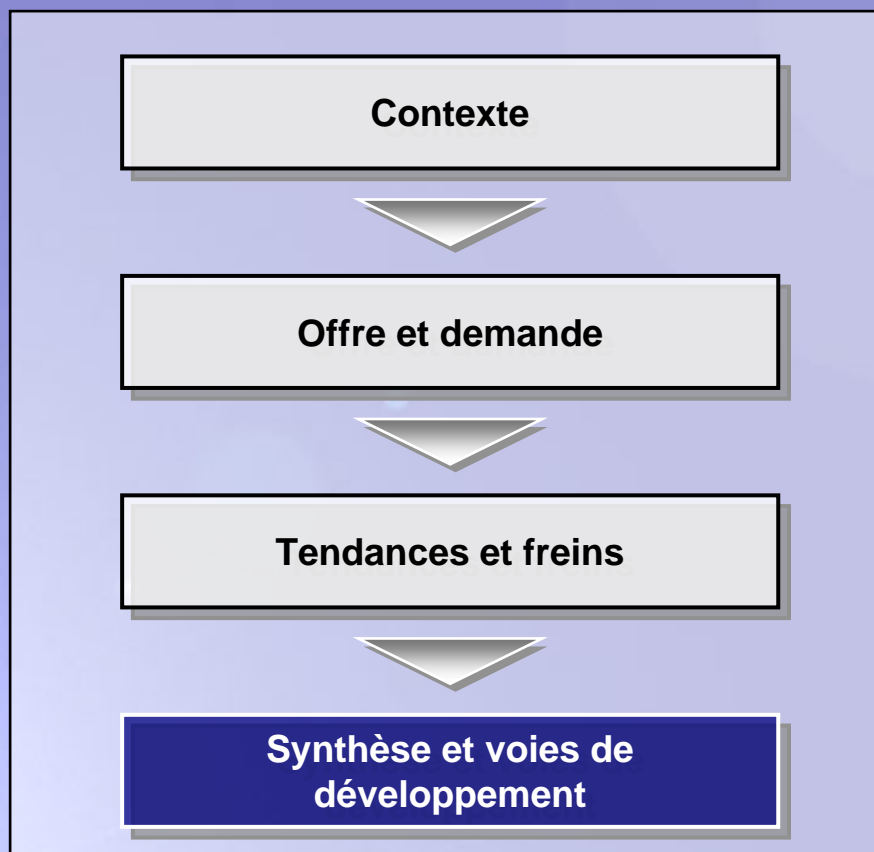 Contexte
Offre et demande
Tendances et freins
Synthèse et voies de
développement